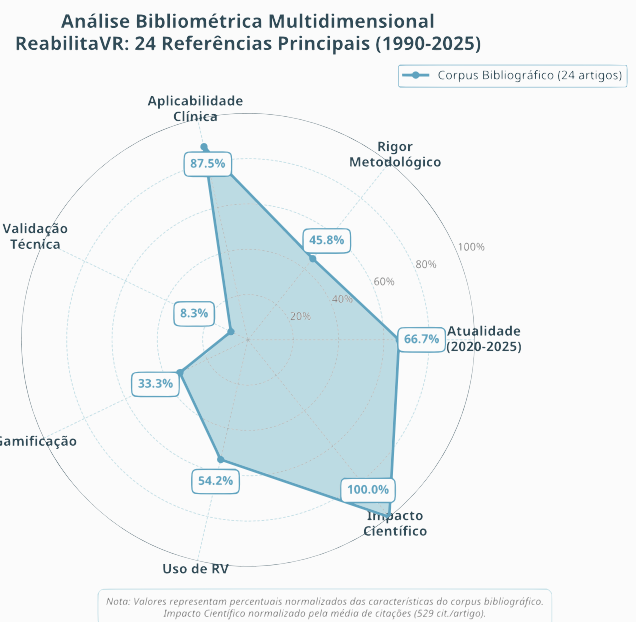 Análise Bibliométrica Multidimensional
ReabilitaVR: 24 Referências Principais (1990-2025)
Corpus Bibliográfico (24 artigos)
Aplicabilidade
Clínica
Rigor
Metodológico
87.5%
Validação
Técnica
45.8%
100%
80%
60%
40%
20%
8.3%
66.7%
Atualidade
(2020-2025)
33.3%
Gamificação
54.2%
100.0%
Impacto
Científico
Uso de RV
Nota: Valores representam percentuais normalizados das características do corpus bibliográfico.
Impacto Científico normalizado pela média de citações (529 cit./artigo).